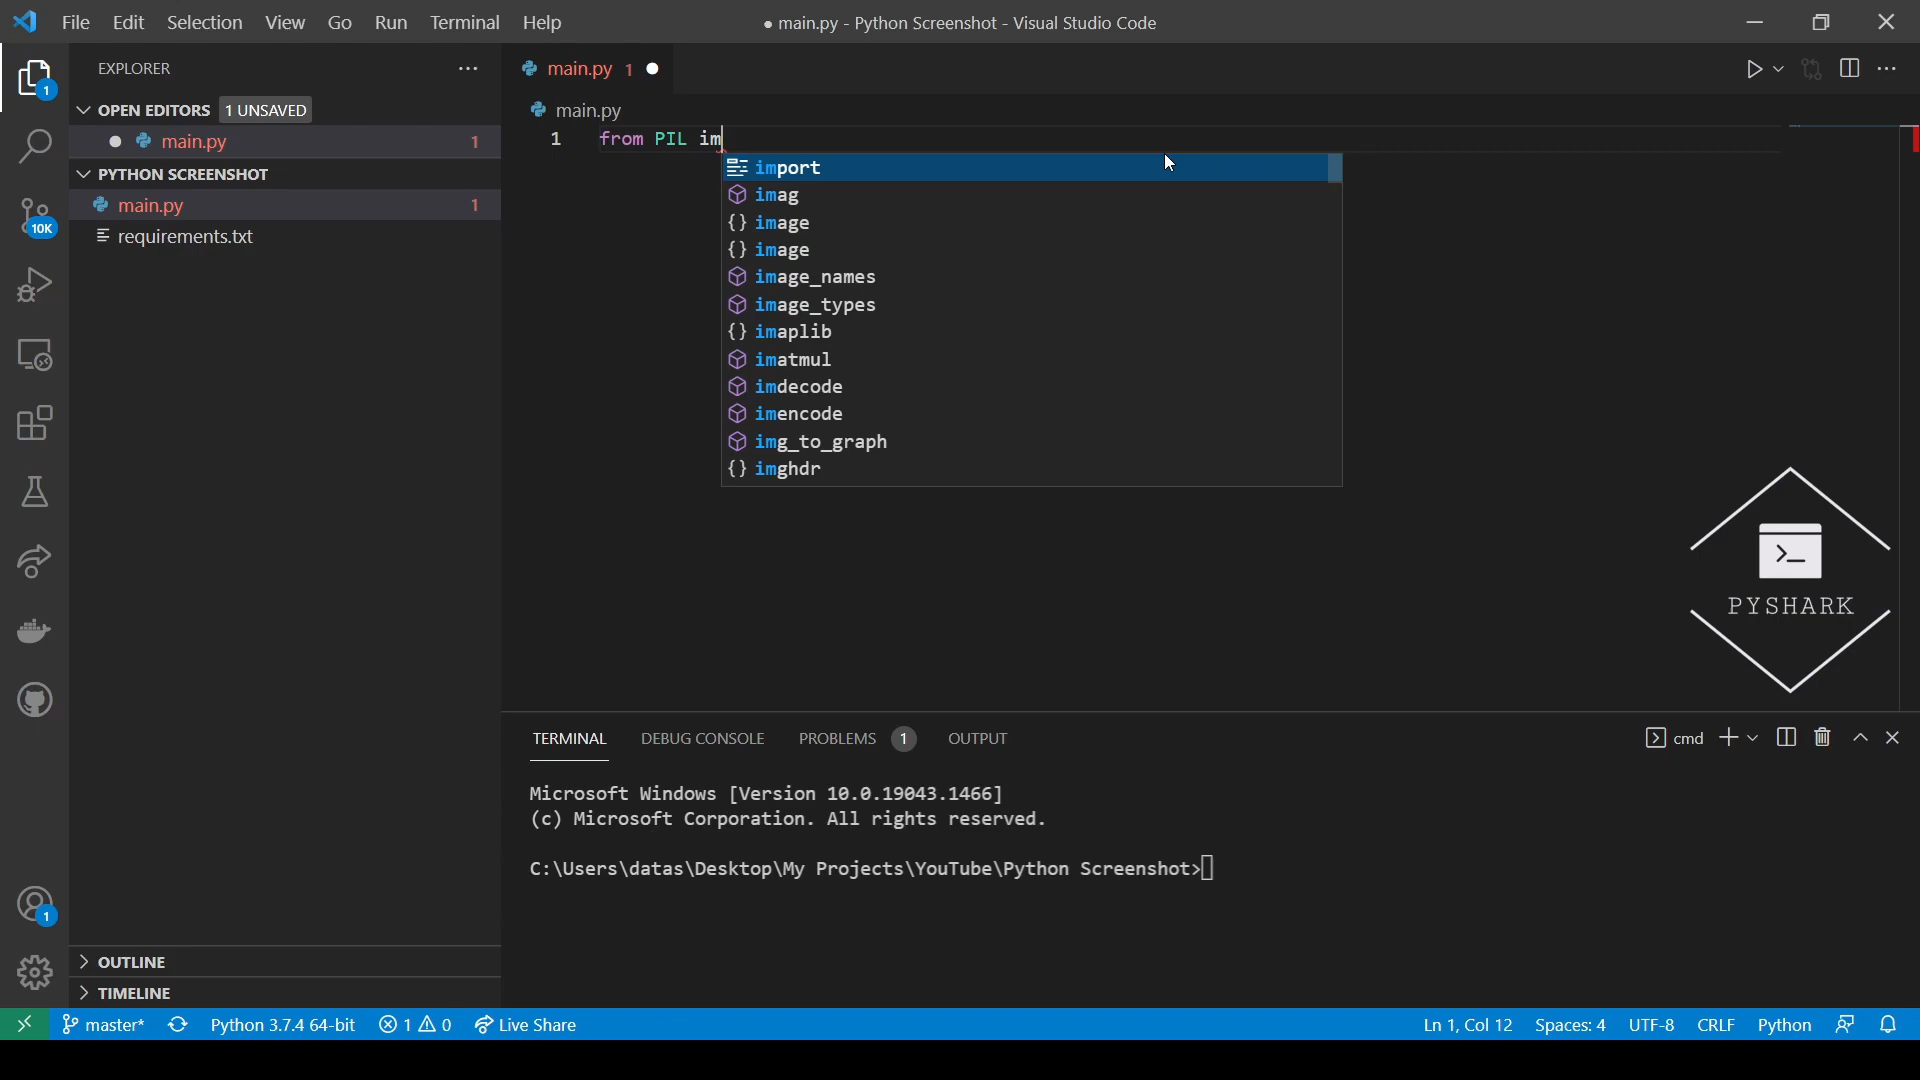 File Edit Selection View Go Run Terminal Help
● main.py - Python Screenshot - Visual Studio Code
EXPLORER
OPEN EDITORS 1 UNSAVED
main.py 1
PYTHON SCREENSHOT
main.py 1
requirements.txt
1
10K
1
main.py 1
main.py
1 from PIL im
import
imag
image
image
image_names
image_types
imaplib
imatmul
imdecode
imencode
img_to_graph
imghdr
>_
PYSHARK
TERMINAL DEBUG CONSOLE PROBLEMS 1 OUTPUT
cmd
Microsoft Windows [Version 10.0.19043.1466]
(c) Microsoft Corporation. All rights reserved.
C:\Users\datas\Desktop\My Projects\YouTube\Python Screenshot>
OUTLINE
TIMELINE
master* Python 3.7.4 64-bit 1 0 Live Share
Ln 1, Col 12 Spaces: 4 UTF-8 CRLF Python